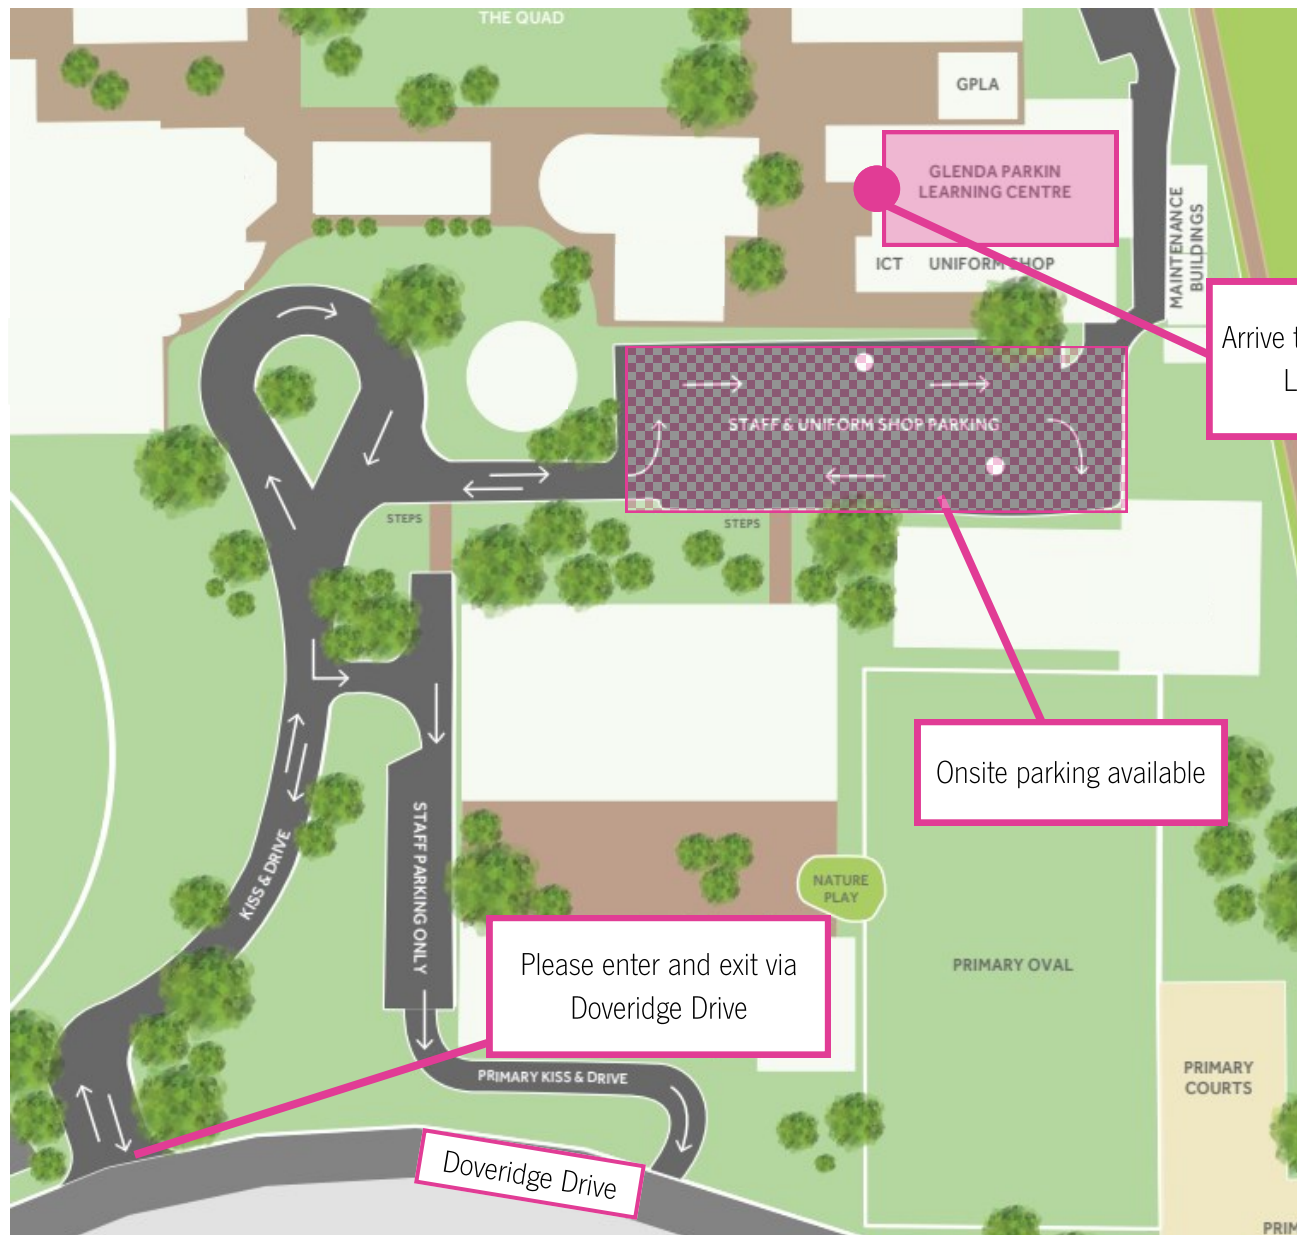 THE QUAD
GPLA
GLENDA PARKIN
LEARNING CENTRE
MAINTENANCE
BUILDINGS
ICT
UNIFORM SHOP
Arrive t
L
STAFF & UNIFORM SHOP PARKING
STEPS
STEPS
Onsite parking available
KISS & DRIVE
STAFF PARKING ONLY
NATURE
PLAY
Please enter and exit via
Doveridge Drive
PRIMARY OVAL
PRIMARY KISS & DRIVE
PRIMARY
COURTS
Doveridge Drive
PRIM